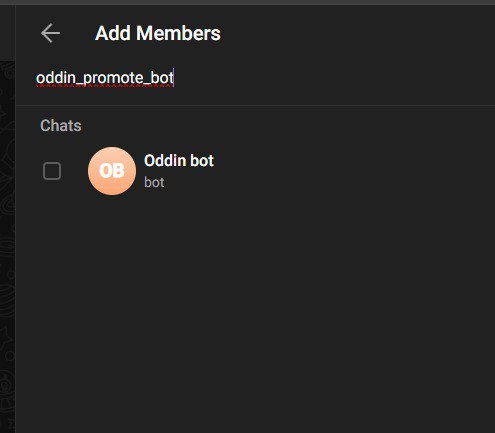 Add Members
oddin_promote_bot
Chats
OB
Oddin bot
bot